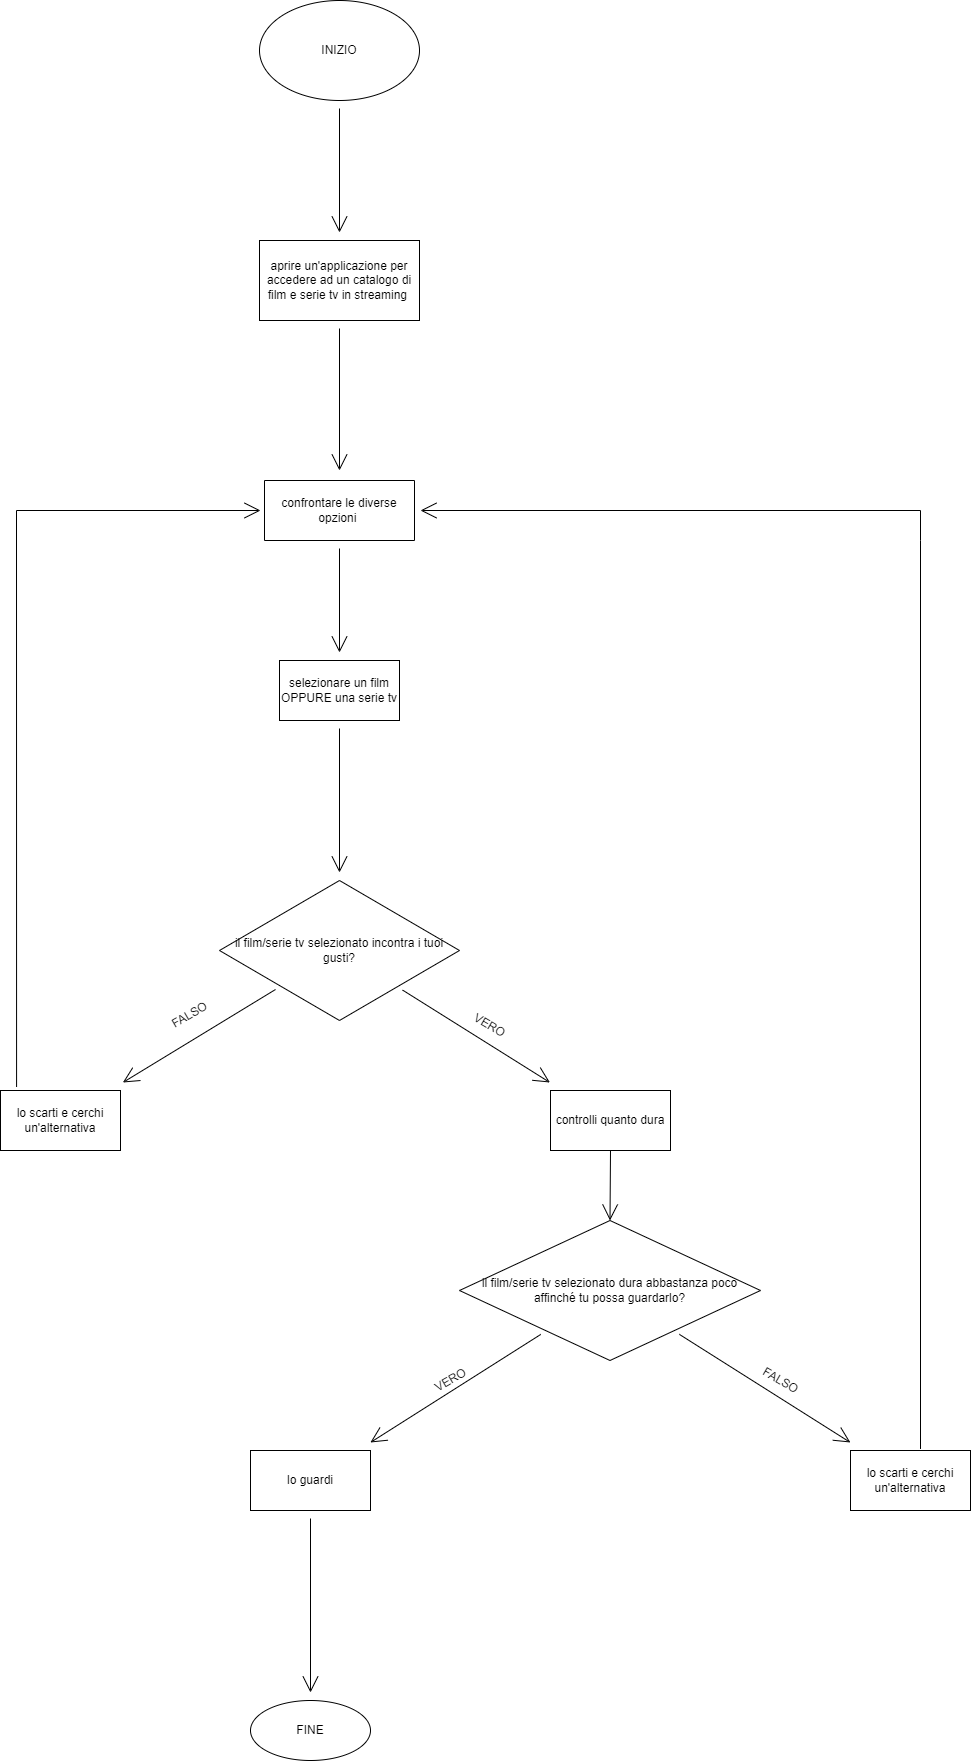 INIZIO
aprire un'applicazione per
accedere ad un catalogo di
film e serie tv in streaming
confrontare le diverse
opzioni
selezionare un film
OPPURE una serie tv
il film/serie tv selezionato incontra i tuoi
gusti?
FALSO
VERO
lo scarti e cerchi
un'alternativa
controlli quanto dura
il film/serie tv selezionato dura abbastanza poco
affinché tu possa guardarlo?
VERO
FALSO
lo guardi
lo scarti e cerchi
un'alternativa
FINE